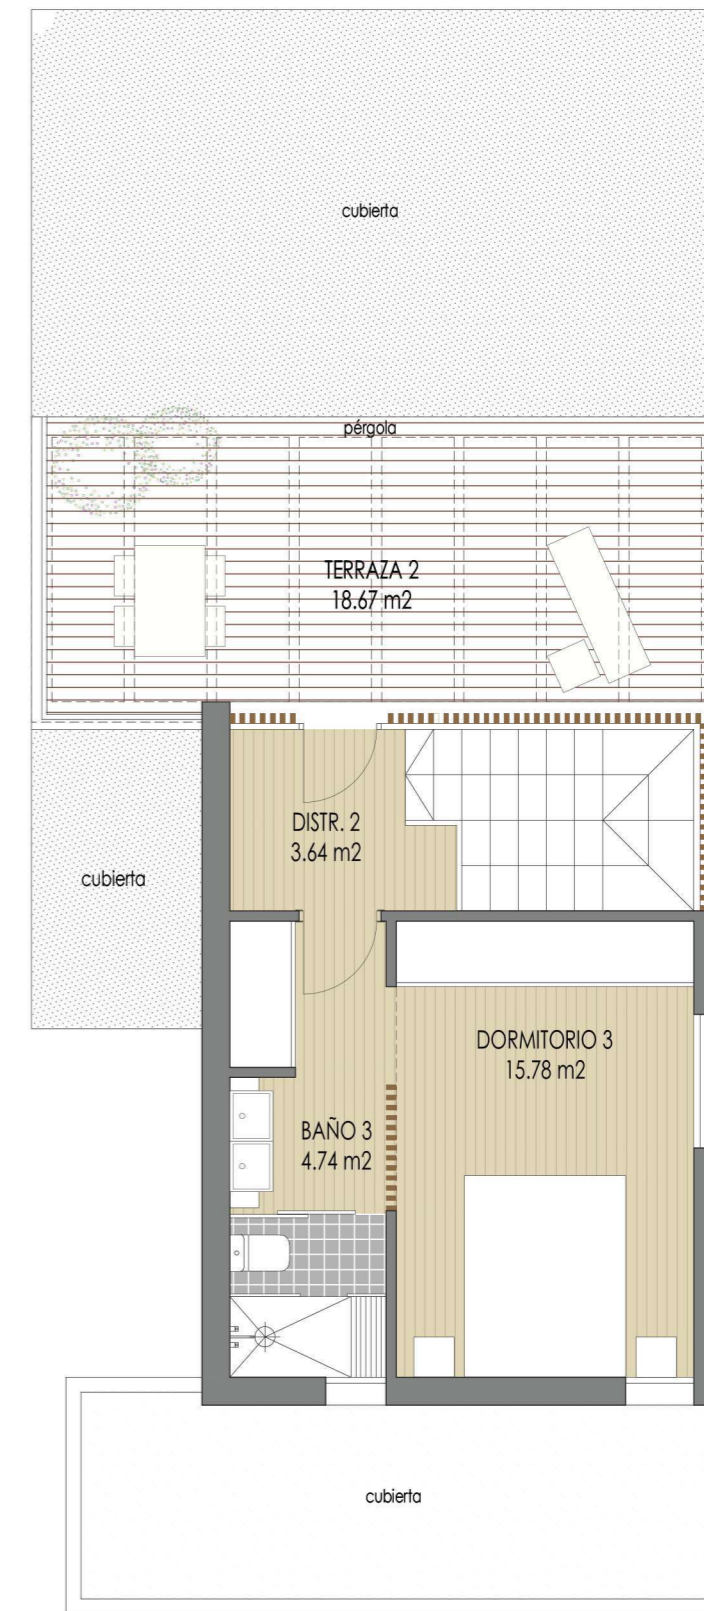 cubierta
pérgola
TERRAZA 2
18.67 m2
DISTR. 2
3.64 m2
cubierta
DORMITORIO 3
15.78 m2
BAÑO 3
4.74 m2
cubierta